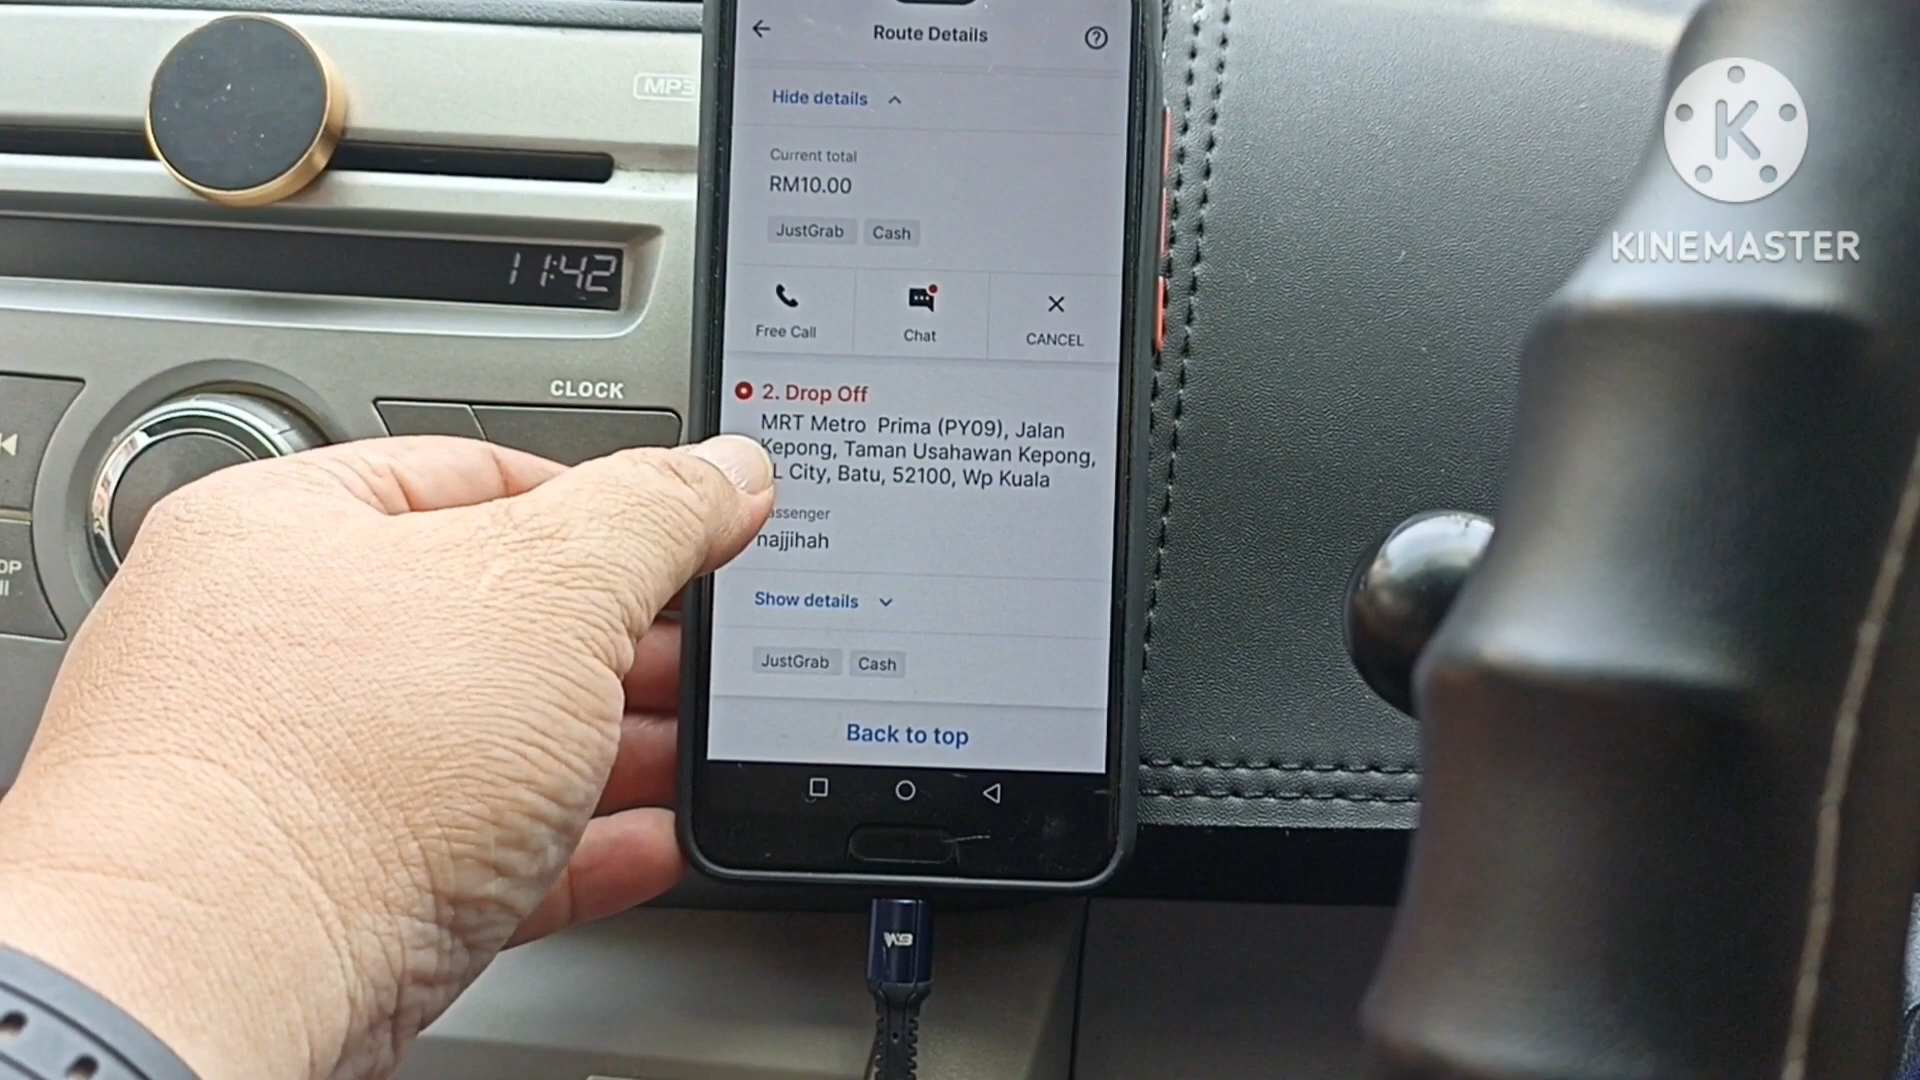 Route Details
MP3
Hide details
Current total
RM10.00
JustGrab Cash
11:42
Free Call
Chat
CANCEL
CLOCK
2. Drop Off
MRT Metro Prima (PY09), Jalan
Kepong, Taman Usahawan Kepong,
L City, Batu, 52100, Wp Kuala
assenger
najjihah
Show details
JustGrab Cash
Back to top
K
KINEMASTER